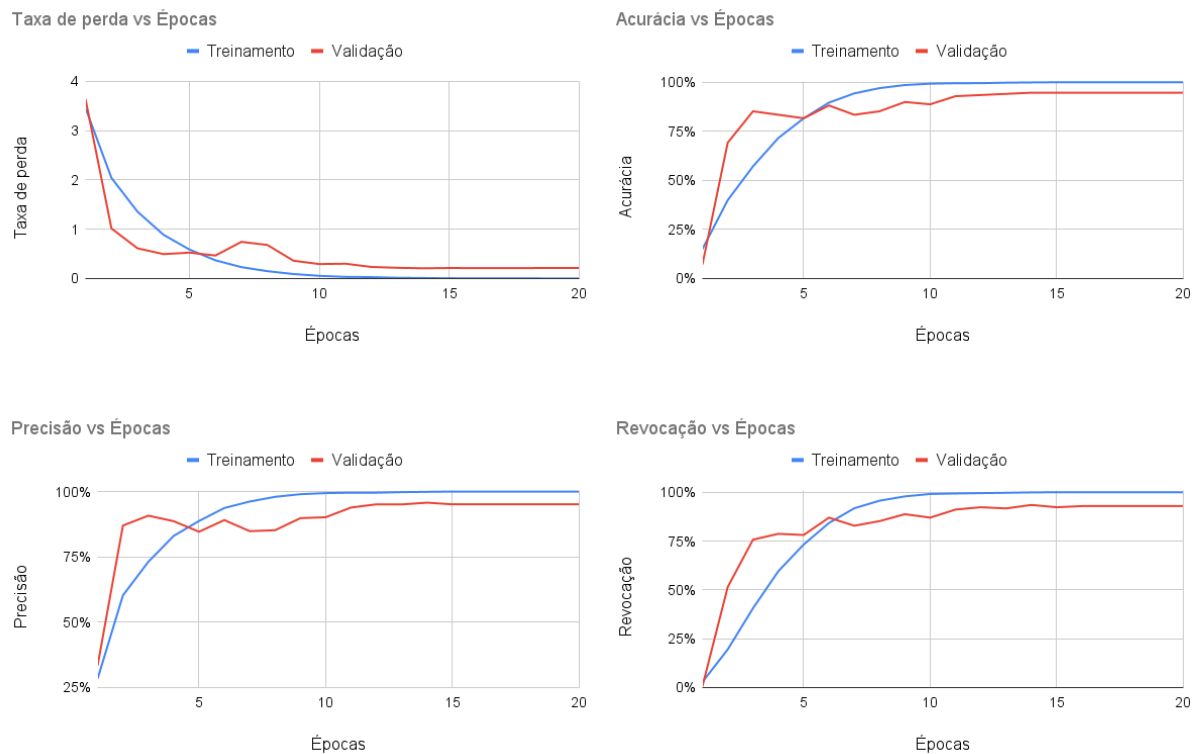 Taxa de perda vs Épocas
Treinamento Validação
4
3
2
1
0
Taxa de perda
5 10 15 20
Épocas
Acurácia vs Épocas
Treinamento Validação
100%
75%
50%
25%
0%
Acurácia
5 10 15 20
Épocas
Precisão vs Épocas
Treinamento Validação
100%
75%
50%
25%
Precisão
5 10 15 20
Épocas
Revocação vs Épocas
Treinamento Validação
100%
75%
50%
25%
0%
Revocação
5 10 15 20
Épocas